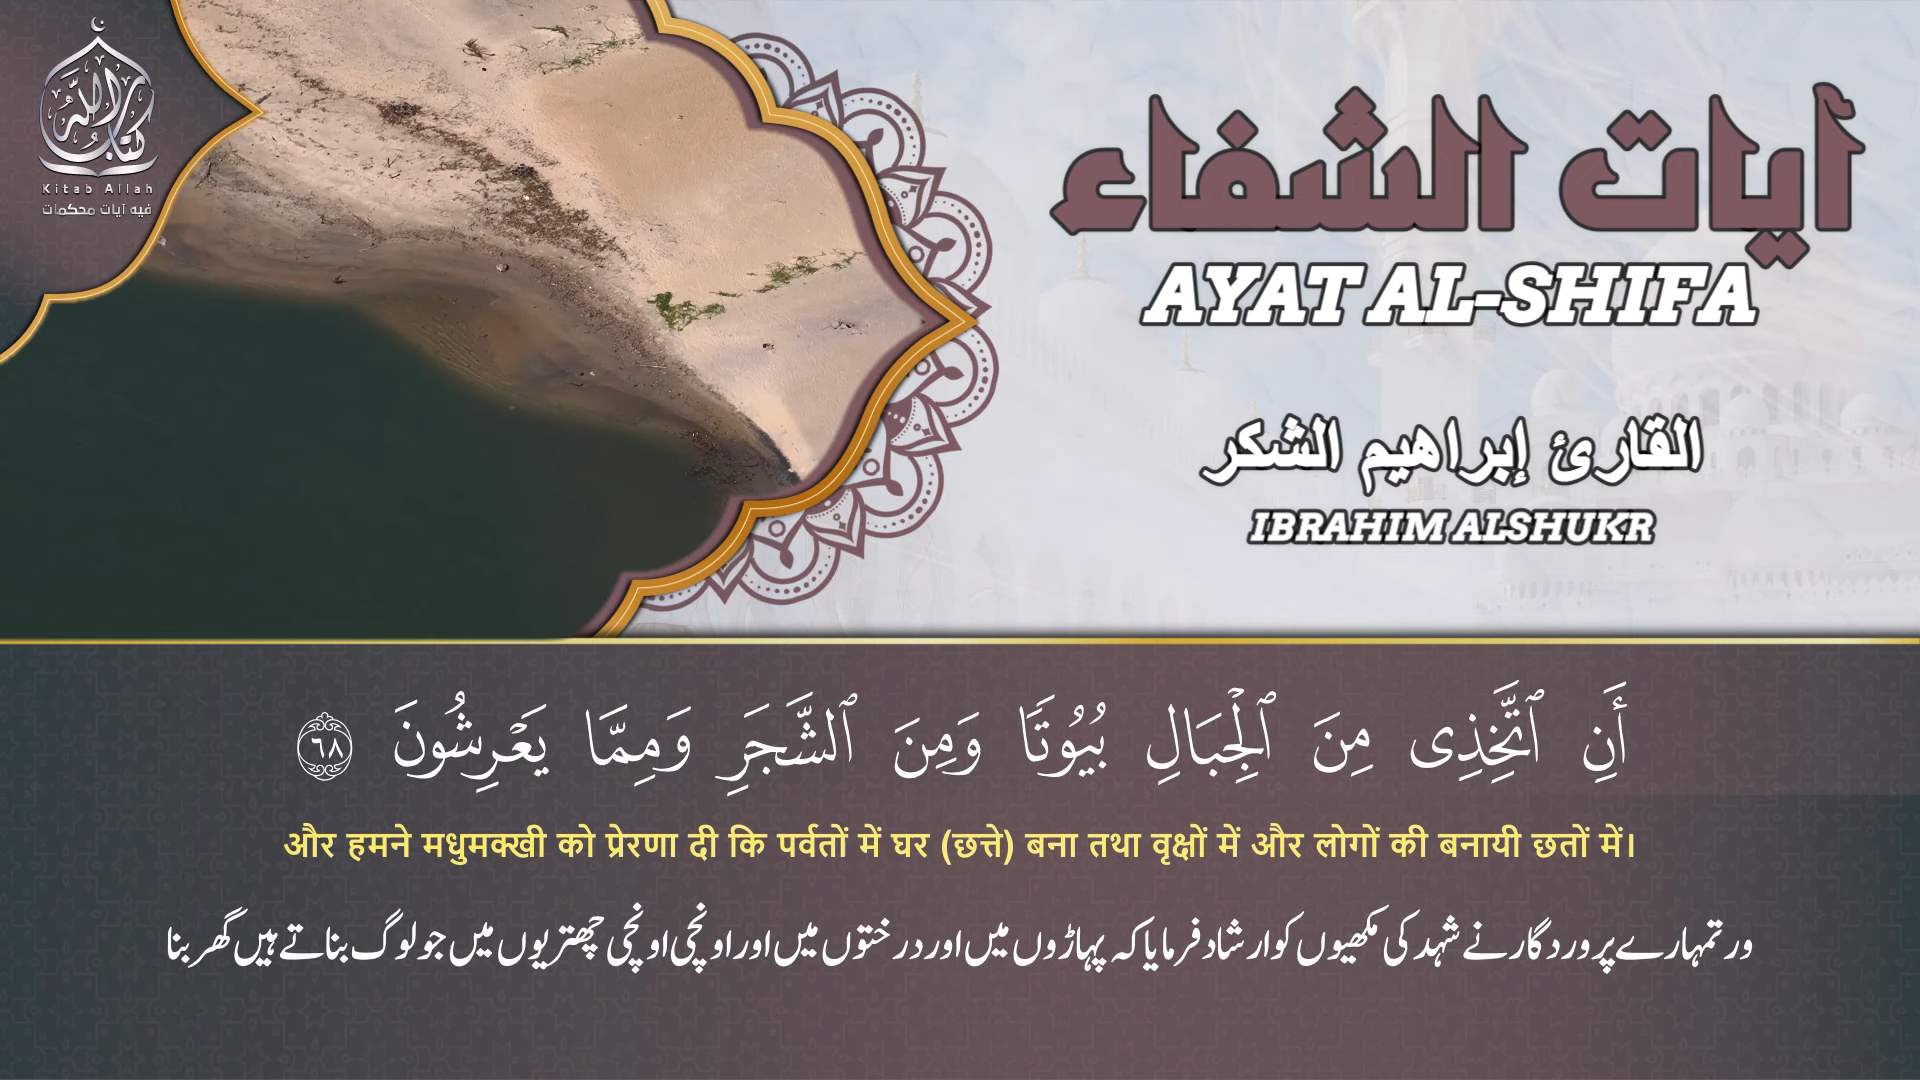 كتاب الله
Kitab Allah
فيه آيات محكمات
آيات الشفاء
AYAT AL-SHIFA
القارئ إبراهيم الشكر
IBRAHIM ALSHUKR
أَنِ ٱتَّخِذِى مِنَ ٱلْجِبَالِ بُيُوتًا وَمِنَ ٱلشَّجَرِ وَمِمَّا يَعْرِشُونَ ٦٨
और हमने मधुमक्खी को प्रेरणा दी कि पर्वतों में घर (छत्ते) बना तथा वृक्षों में और लोगों की बनायी छतों में।
ور تمہارے پروردگار نے شہد کی مکھیوں کو ارشاد فرمایا کہ پہاڑوں میں اور درختوں میں اور اونچی اونچی چھتریوں میں جو لوگ بناتے ہیں گھر بنا